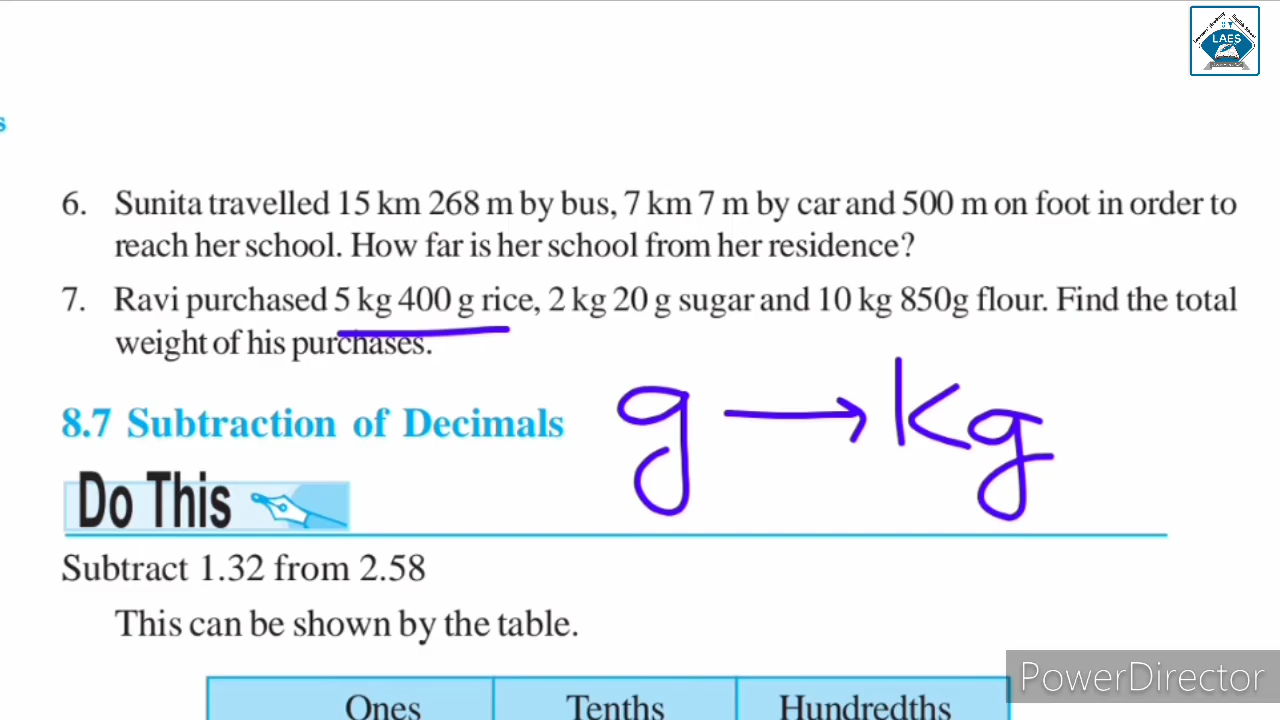 LAES
s
6. Sunita travelled 15 km 268 m by bus, 7 km 7 m by car and 500 m on foot in order to
reach her school. How far is her school from her residence?
7. Ravi purchased 5 kg 400 g rice, 2 kg 20 g sugar and 10 kg 850g flour. Find the total
weight of his purchases.
g → kg
8.7 Subtraction of Decimals
Do This
Subtract 1.32 from 2.58
This can be shown by the table.
Ones Tenths Hundredths
PowerDirector